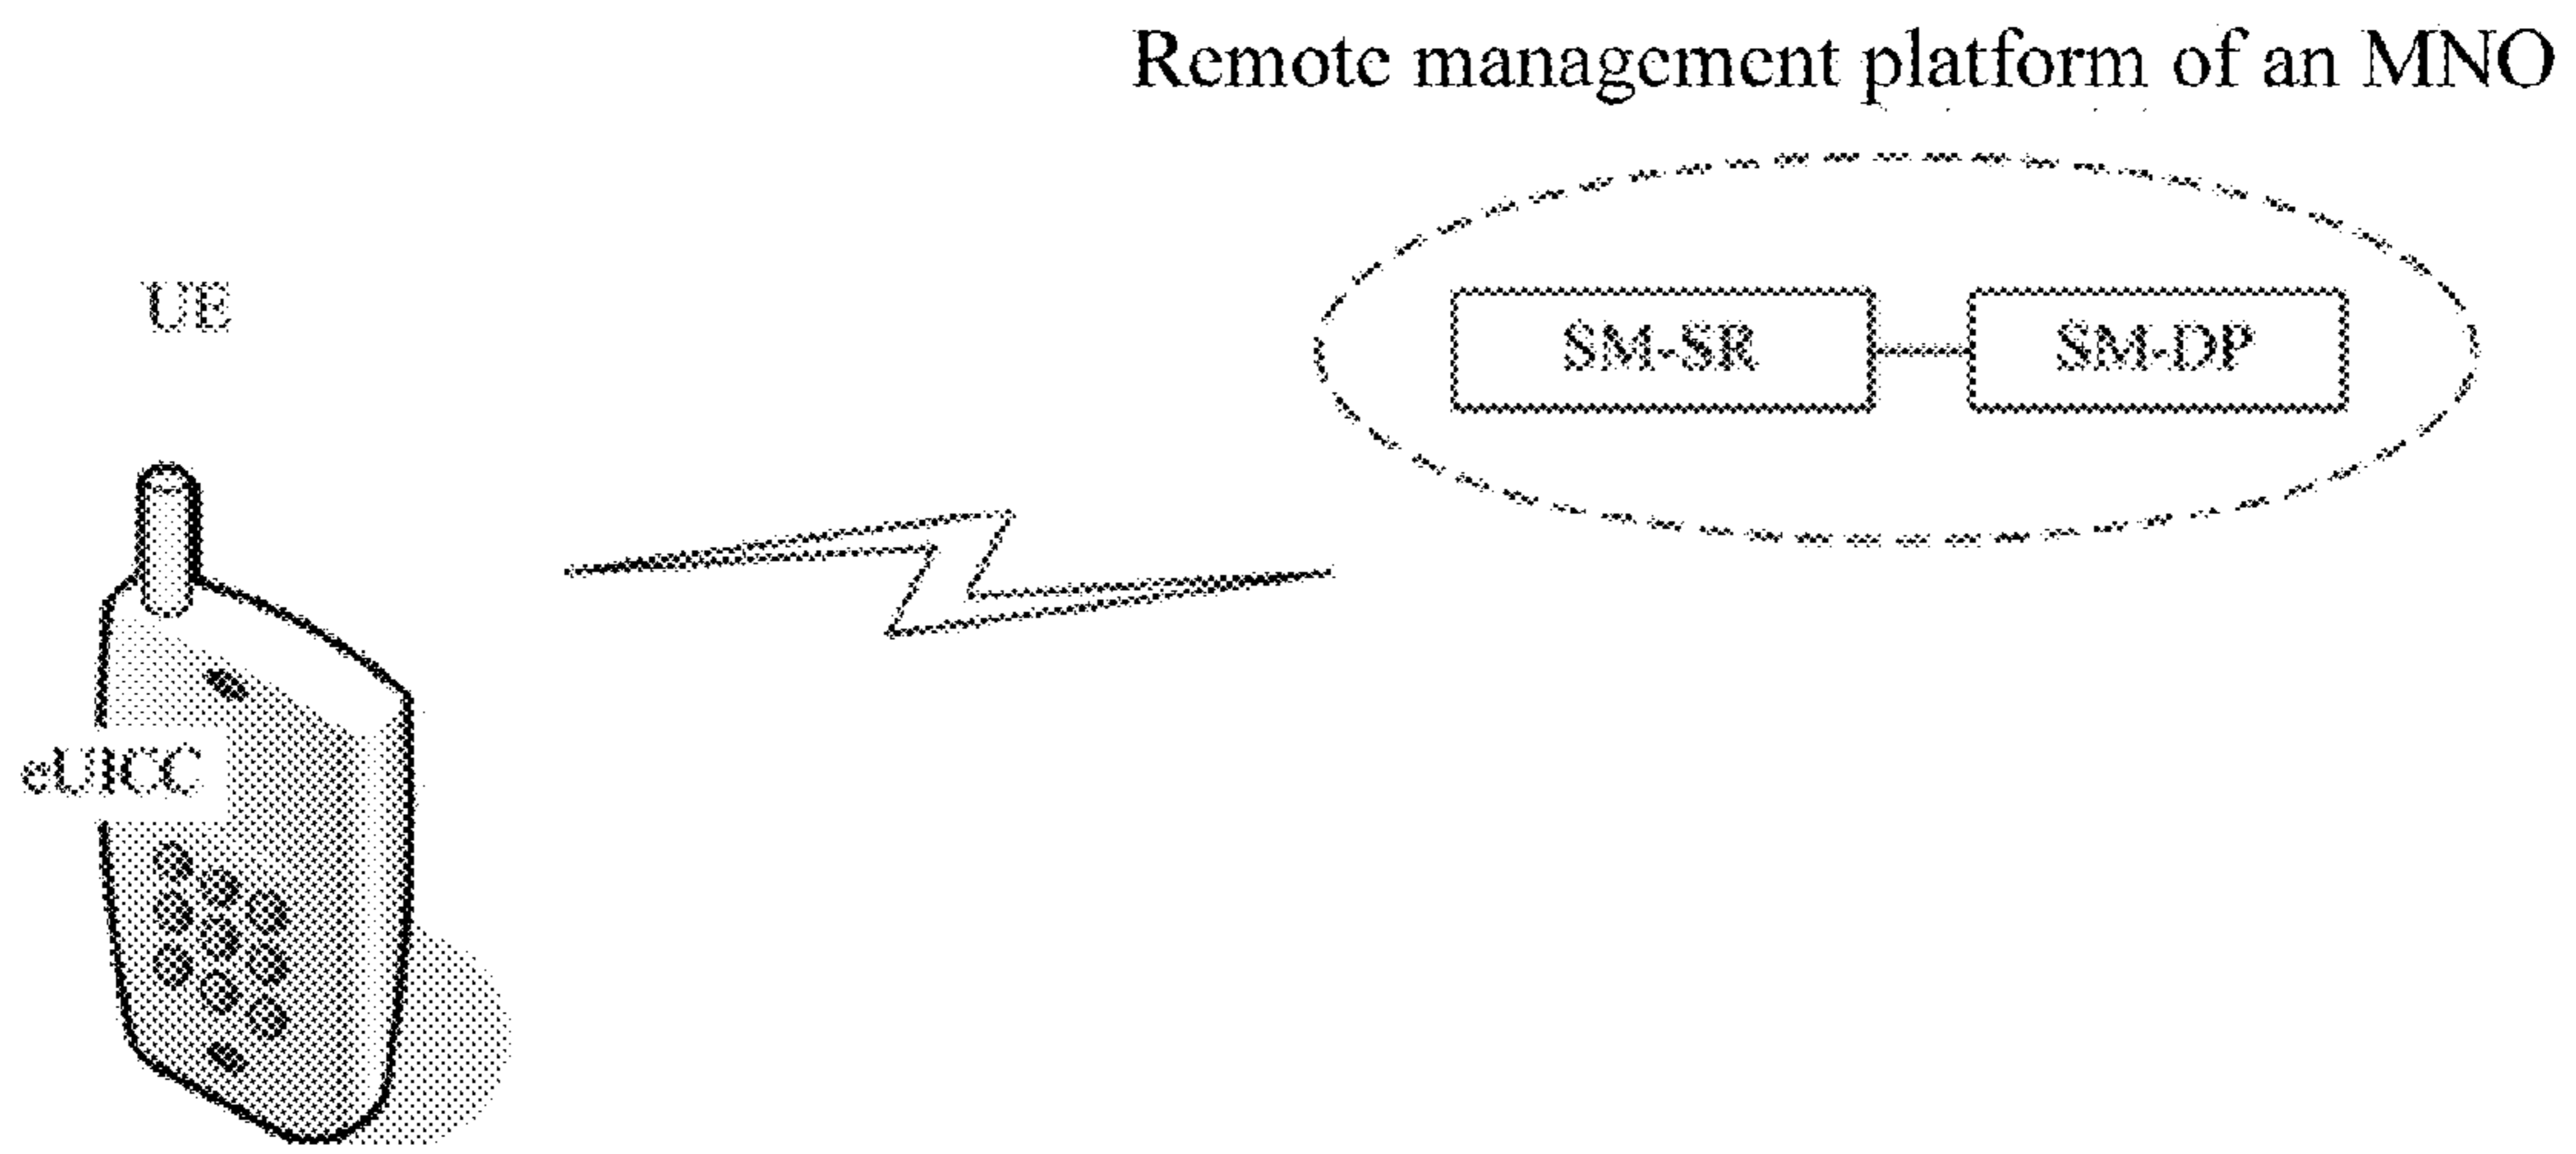 Remote management platform of an MNO
UE
SM-SR
SM-DP
eUICC